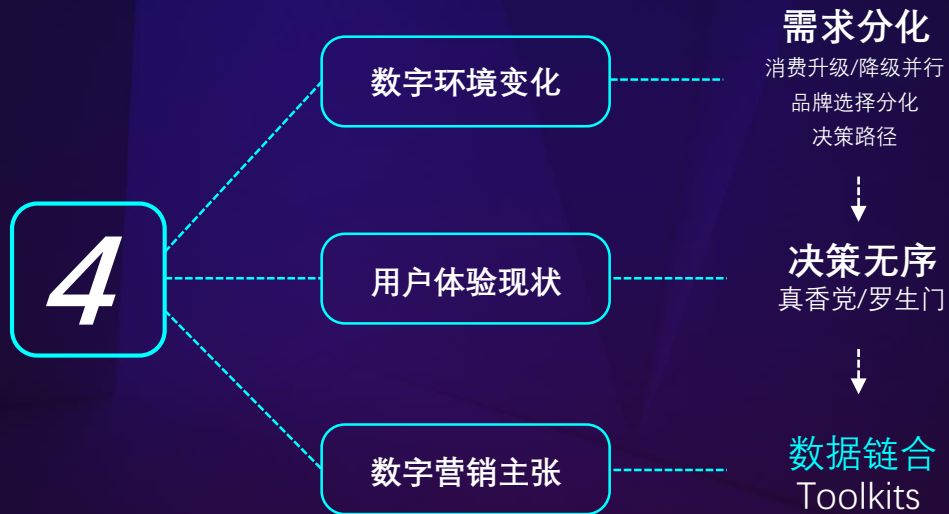 4
数字环境变化
需求分化
消费升级/降级并行
品牌选择分化
决策路径
用户体验现状
决策无序
真香党/罗生门
数字营销主张
数据链合
Toolkits